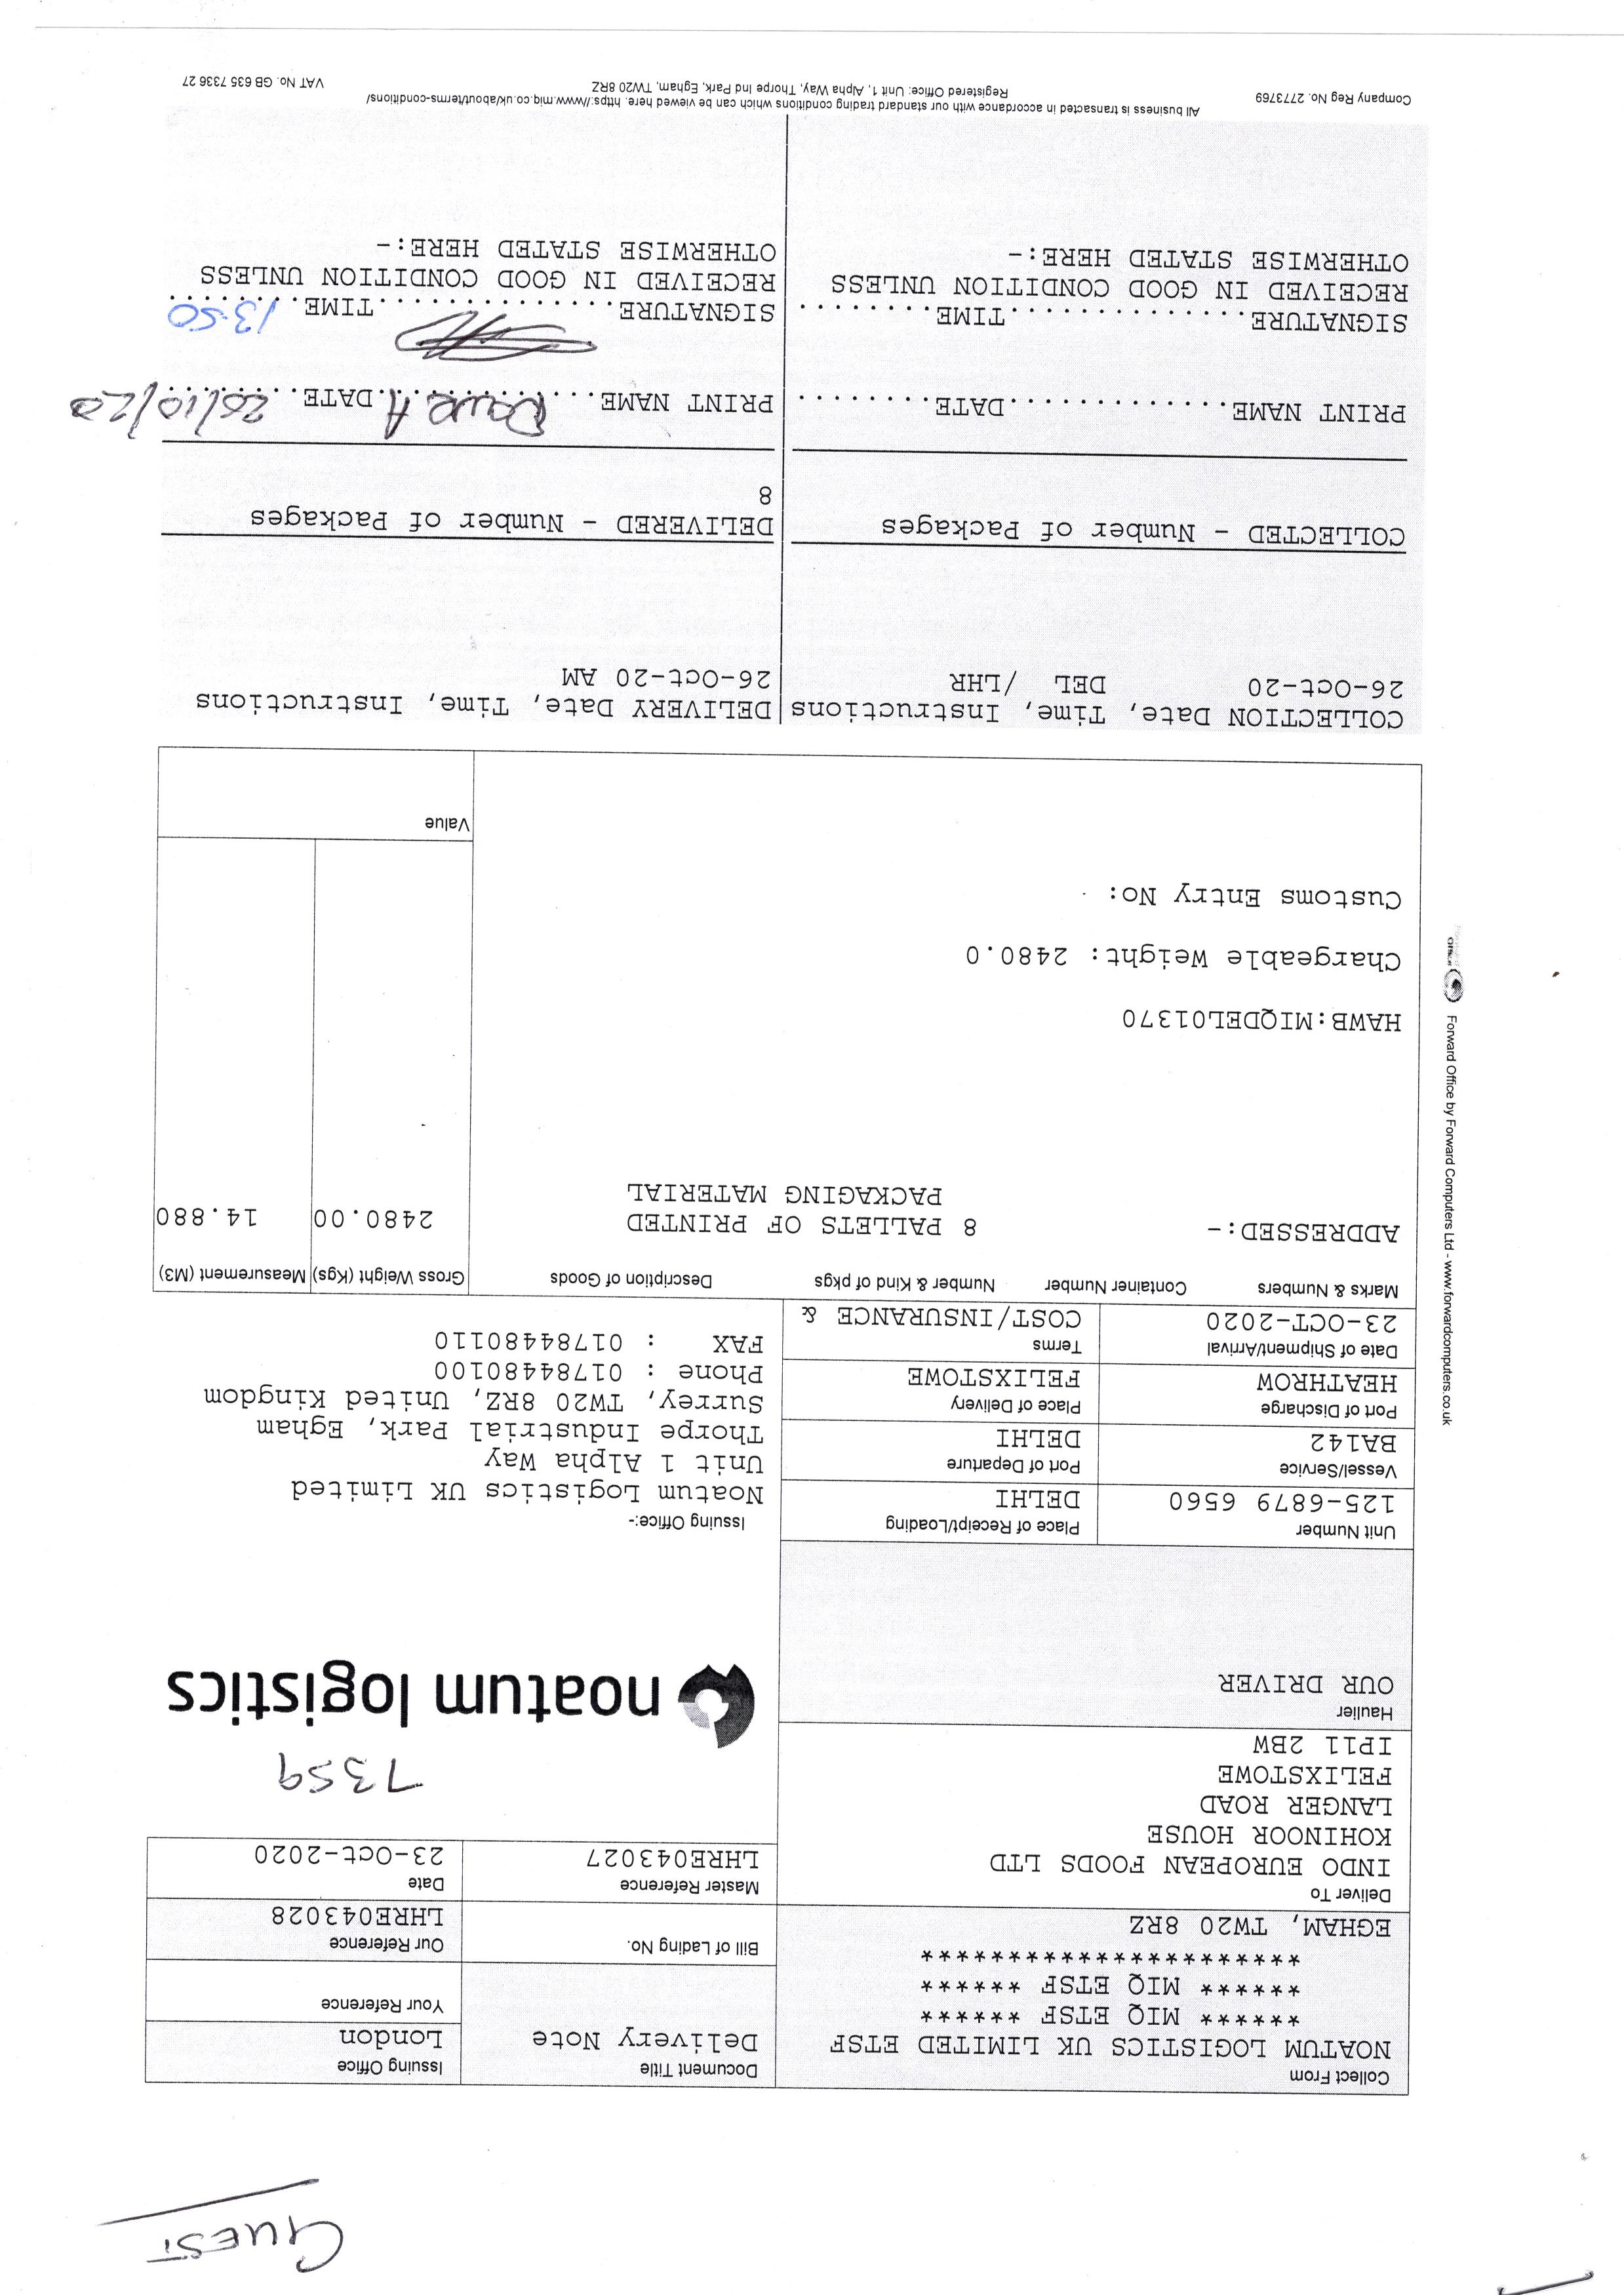 GUEST
Collect From
NOATUM LOGISTICS UK LIMITED ETSF
****** MIQ ETSF ******
****** MIQ ETSF ******
***********************
EGHAM, TW20 8RZ
Document Title
Delivery Note
Issuing Office
London
Your Reference
Bill of Lading No.
Our Reference
LHRE043028
Deliver To
INDO EUROPEAN FOODS LTD
KOHINOOR HOUSE
LANGER ROAD
FELIXSTOWE
IP11 2BW
Master Reference
LHRE043027
Date
23-Oct-2020
7359
Haulier
OUR DRIVER
noatum logistics
Unit Number
125-6879 6560
Place of Receipt/Loading
DELHI
Vessel/Service
BA142
Port of Departure
DELHI
Port of Discharge
HEATHROW
Place of Delivery
FELIXSTOWE
Date of Shipment/Arrival
23-OCT-2020
Terms
COST/INSURANCE &
Issuing Office:-
Noatum Logistics UK Limited
Unit 1 Alpha Way
Thorpe Industrial Park, Egham
Surrey, TW20 8RZ, United Kingdom
Phone : 01784480100
FAX : 01784480110
Marks & Numbers Container Number Number & Kind of pkgs Description of Goods Gross Weight (Kgs) Measurement (M3)
ADDRESSED:- 8 PALLETS OF PRINTED 2480.00 14.880
PACKAGING MATERIAL
HAWB:MIQDEL01370
Chargeable Weight: 2480.0
Customs Entry No:
Value
Forward Office by Forward Computers Ltd - www.forwardcomputers.co.uk
COLLECTION Date, Time, Instructions
26-Oct-20 DEL /LHR
DELIVERY Date, Time, Instructions
26-Oct-20 AM
COLLECTED - Number of Packages
DELIVERED - Number of Packages
8
PRINT NAME..............DATE........
SIGNATURE...............TIME........
RECEIVED IN GOOD CONDITION UNLESS
OTHERWISE STATED HERE:-
PRINT NAME Dave A DATE 26/10/20
SIGNATURE...............TIME 13:50
RECEIVED IN GOOD CONDITION UNLESS
OTHERWISE STATED HERE:-
Company Reg No. 2773769
All business is transacted in accordance with our standard trading conditions which can be viewed here. https://www.miq.co.uk/about/terms-conditions/
Registered Office: Unit 1, Alpha Way, Thorpe Ind Park, Egham, TW20 8RZ
VAT No. GB 635 7336 27